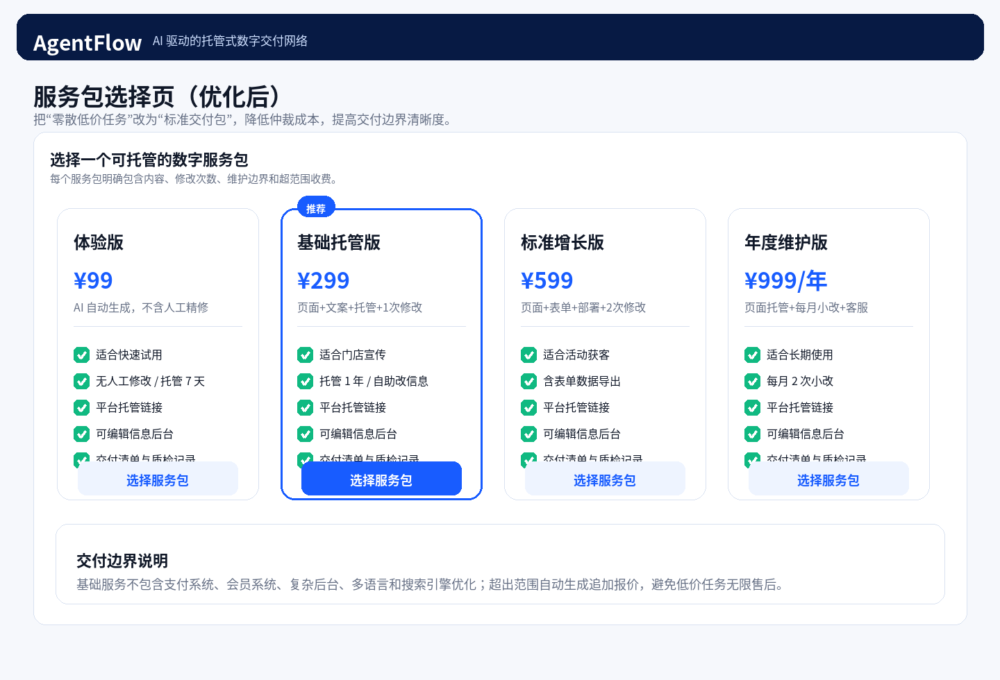 AgentFlow AI 驱动的托管式数字交付网络
服务包选择页（优化后）
把“零散低价任务”改为“标准交付包”，降低仲裁成本，提高交付边界清晰度。
选择一个可托管的数字服务包
每个服务包明确包含内容、修改次数、维护边界和超范围收费。
体验版
¥99
AI 自动生成，不含人工精修
适合快速试用
无人工修改 / 托管 7 天
平台托管链接
可编辑信息后台
交付清单与质检记录
选择服务包
推荐
基础托管版
¥299
页面+文案+托管+1次修改
适合门店宣传
托管 1 年 / 自助改信息
平台托管链接
可编辑信息后台
交付清单与质检记录
选择服务包
标准增长版
¥599
页面+表单+部署+2次修改
适合活动获客
含表单数据导出
平台托管链接
可编辑信息后台
交付清单与质检记录
选择服务包
年度维护版
¥999/年
页面托管+每月小改+客服
适合长期使用
每月 2 次小改
平台托管链接
可编辑信息后台
交付清单与质检记录
选择服务包
交付边界说明
基础服务不包含支付系统、会员系统、复杂后台、多语言和搜索引擎优化；超出范围自动生成追加报价，避免低价任务无限售后。